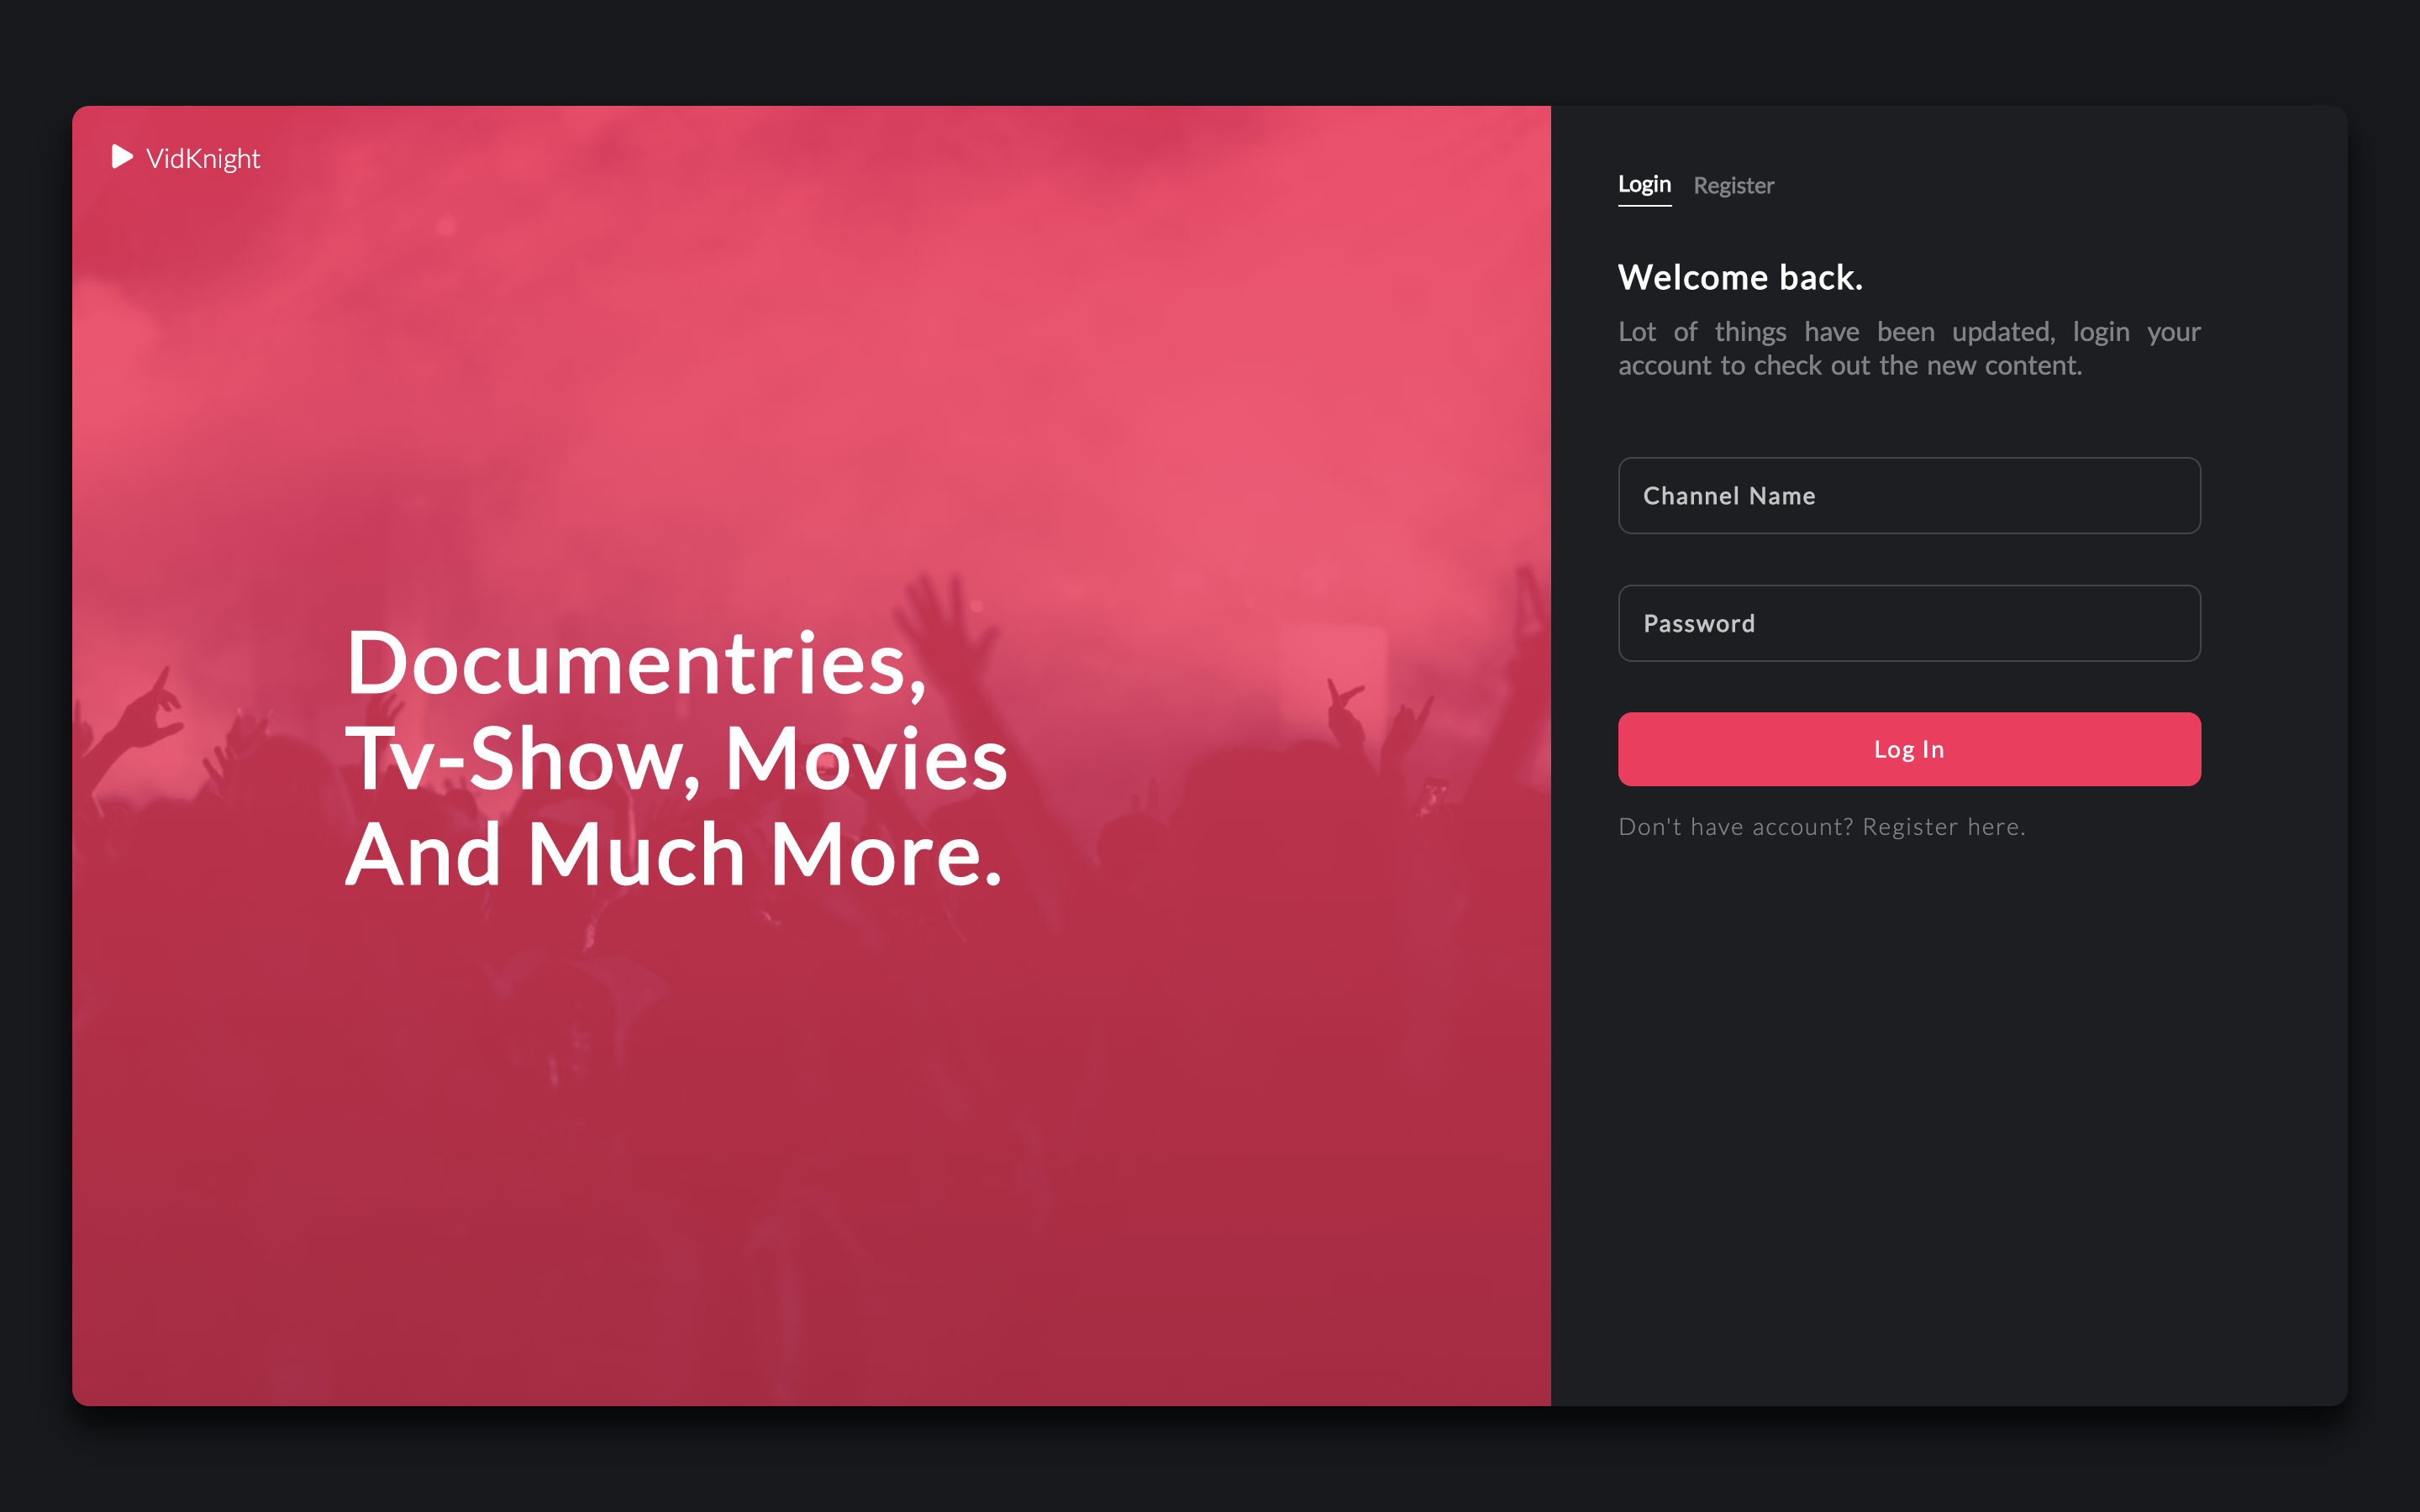 VidKnight
Documentries,
Tv-Show, Movies
And Much More.
Login Register
Welcome back.
Lot of things have been updated, login your
account to check out the new content.
Channel Name
Password
Log In
Don't have account? Register here.